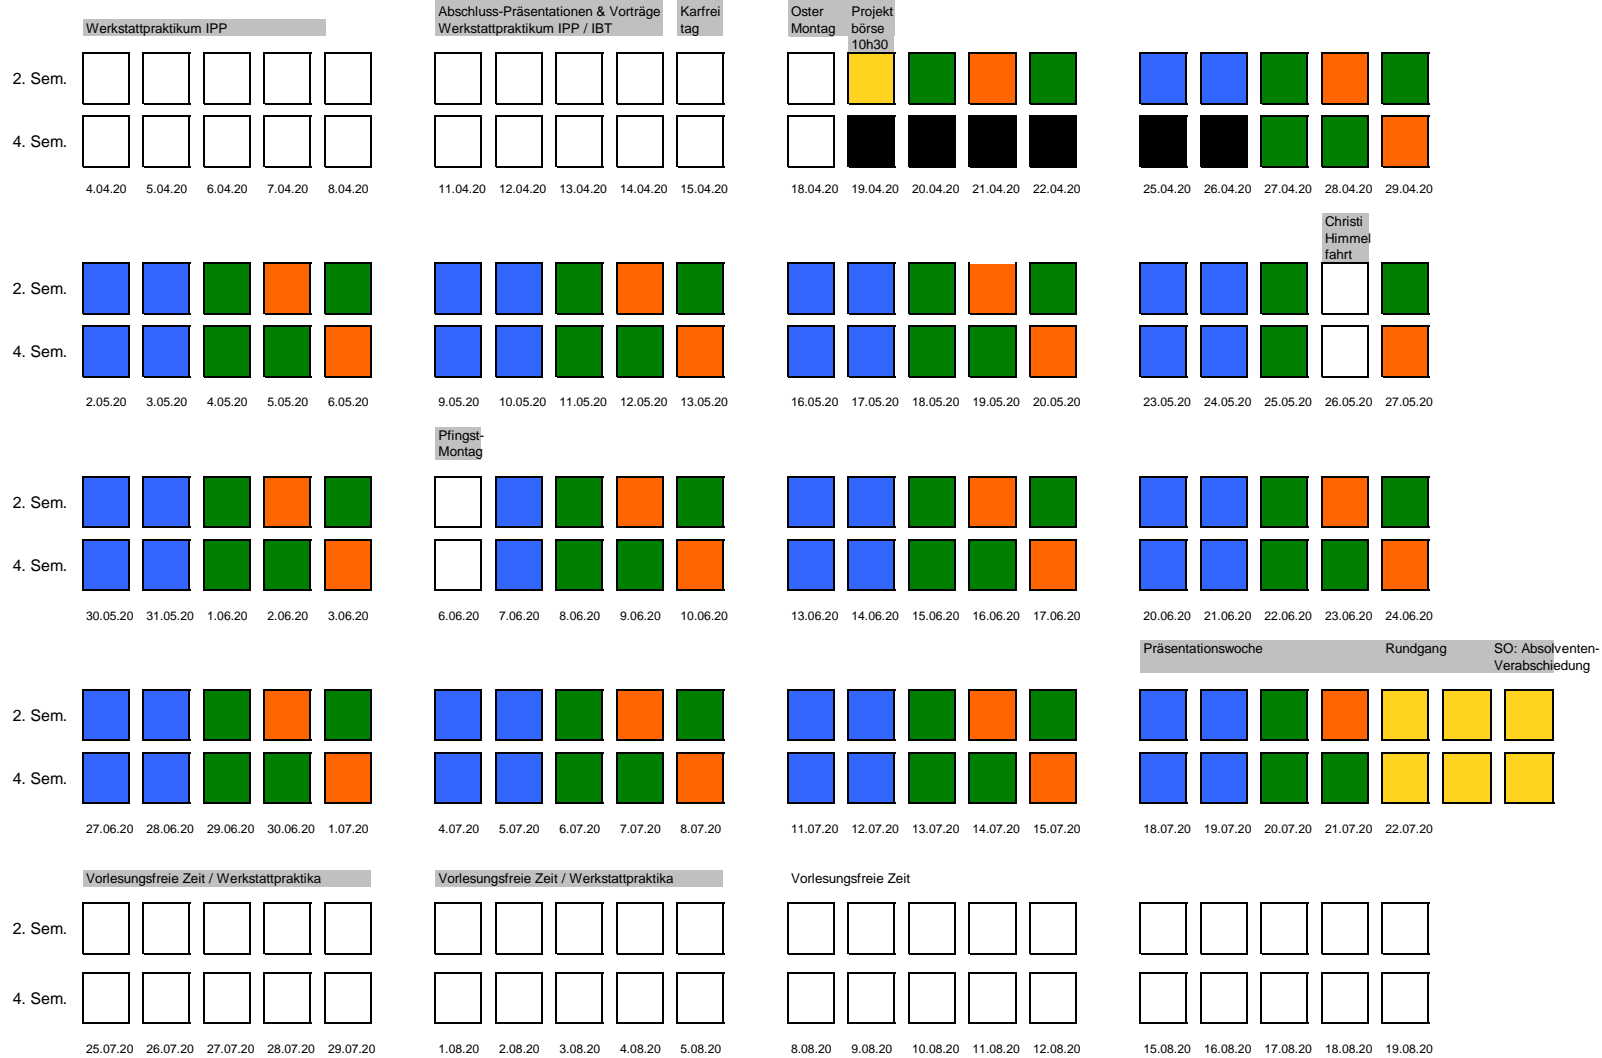 Werkstattpraktikum IPP
Abschluss-Präsentationen & Vorträge
Werkstattpraktikum IPP / IBT
Karfrei
tag
Oster
Montag
Projekt
börse
10h30
2. Sem.
4. Sem.
4.04.20 5.04.20 6.04.20 7.04.20 8.04.20 11.04.20 12.04.20 13.04.20 14.04.20 15.04.20 18.04.20 19.04.20 20.04.20 21.04.20 22.04.20 25.04.20 26.04.20 27.04.20 28.04.20 29.04.20
Christi
Himmel
fahrt
2. Sem.
4. Sem.
2.05.20 3.05.20 4.05.20 5.05.20 6.05.20 9.05.20 10.05.20 11.05.20 12.05.20 13.05.20 16.05.20 17.05.20 18.05.20 19.05.20 20.05.20 23.05.20 24.05.20 25.05.20 26.05.20 27.05.20
Pfingst-
Montag
2. Sem.
4. Sem.
30.05.20 31.05.20 1.06.20 2.06.20 3.06.20 6.06.20 7.06.20 8.06.20 9.06.20 10.06.20 13.06.20 14.06.20 15.06.20 16.06.20 17.06.20 20.06.20 21.06.20 22.06.20 23.06.20 24.06.20
Präsentationswoche
Rundgang
SO: Absolventen-
Verabschiedung
2. Sem.
4. Sem.
27.06.20 28.06.20 29.06.20 30.06.20 1.07.20 4.07.20 5.07.20 6.07.20 7.07.20 8.07.20 11.07.20 12.07.20 13.07.20 14.07.20 15.07.20 18.07.20 19.07.20 20.07.20 21.07.20 22.07.20
Vorlesungsfreie Zeit / Werkstattpraktika
Vorlesungsfreie Zeit / Werkstattpraktika
Vorlesungsfreie Zeit
2. Sem.
4. Sem.
25.07.20 26.07.20 27.07.20 28.07.20 29.07.20 1.08.20 2.08.20 3.08.20 4.08.20 5.08.20 8.08.20 9.08.20 10.08.20 11.08.20 12.08.20 15.08.20 16.08.20 17.08.20 18.08.20 19.08.20